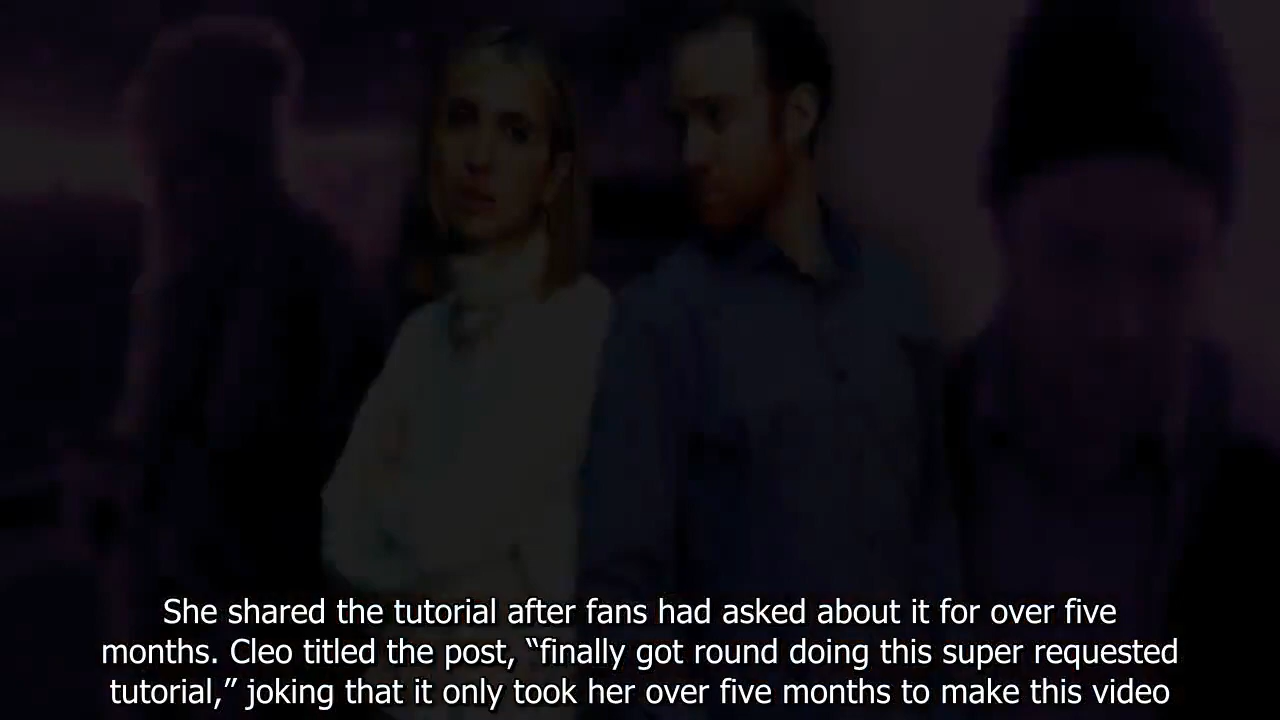 She shared the tutorial after fans had asked about it for over five
months. Cleo titled the post, “finally got round doing this super requested
tutorial,” joking that it only took her over five months to make this video